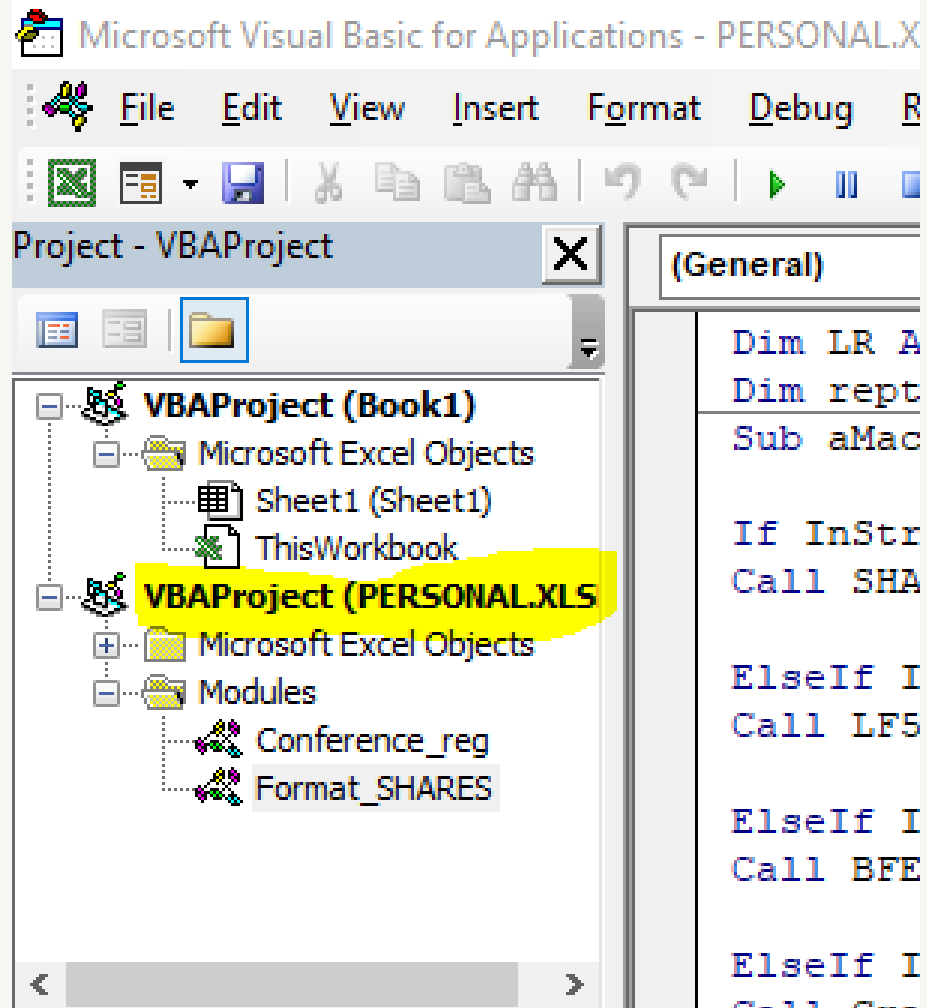 Microsoft Visual Basic for Applications - PERSONAL.X
File Edit View Insert Format Debug R
Project - VBAProject
(General)
VBAProject (Book1)
Microsoft Excel Objects
Sheet1 (Sheet1)
ThisWorkbook
VBAProject (PERSONAL.XLS
Microsoft Excel Objects
Modules
Conference_reg
Format_SHARES
Dim LR A
Dim rept
Sub aMac
If InStr
Call SHA
ElseIf I
Call LF5
ElseIf I
Call BFE
ElseIf I